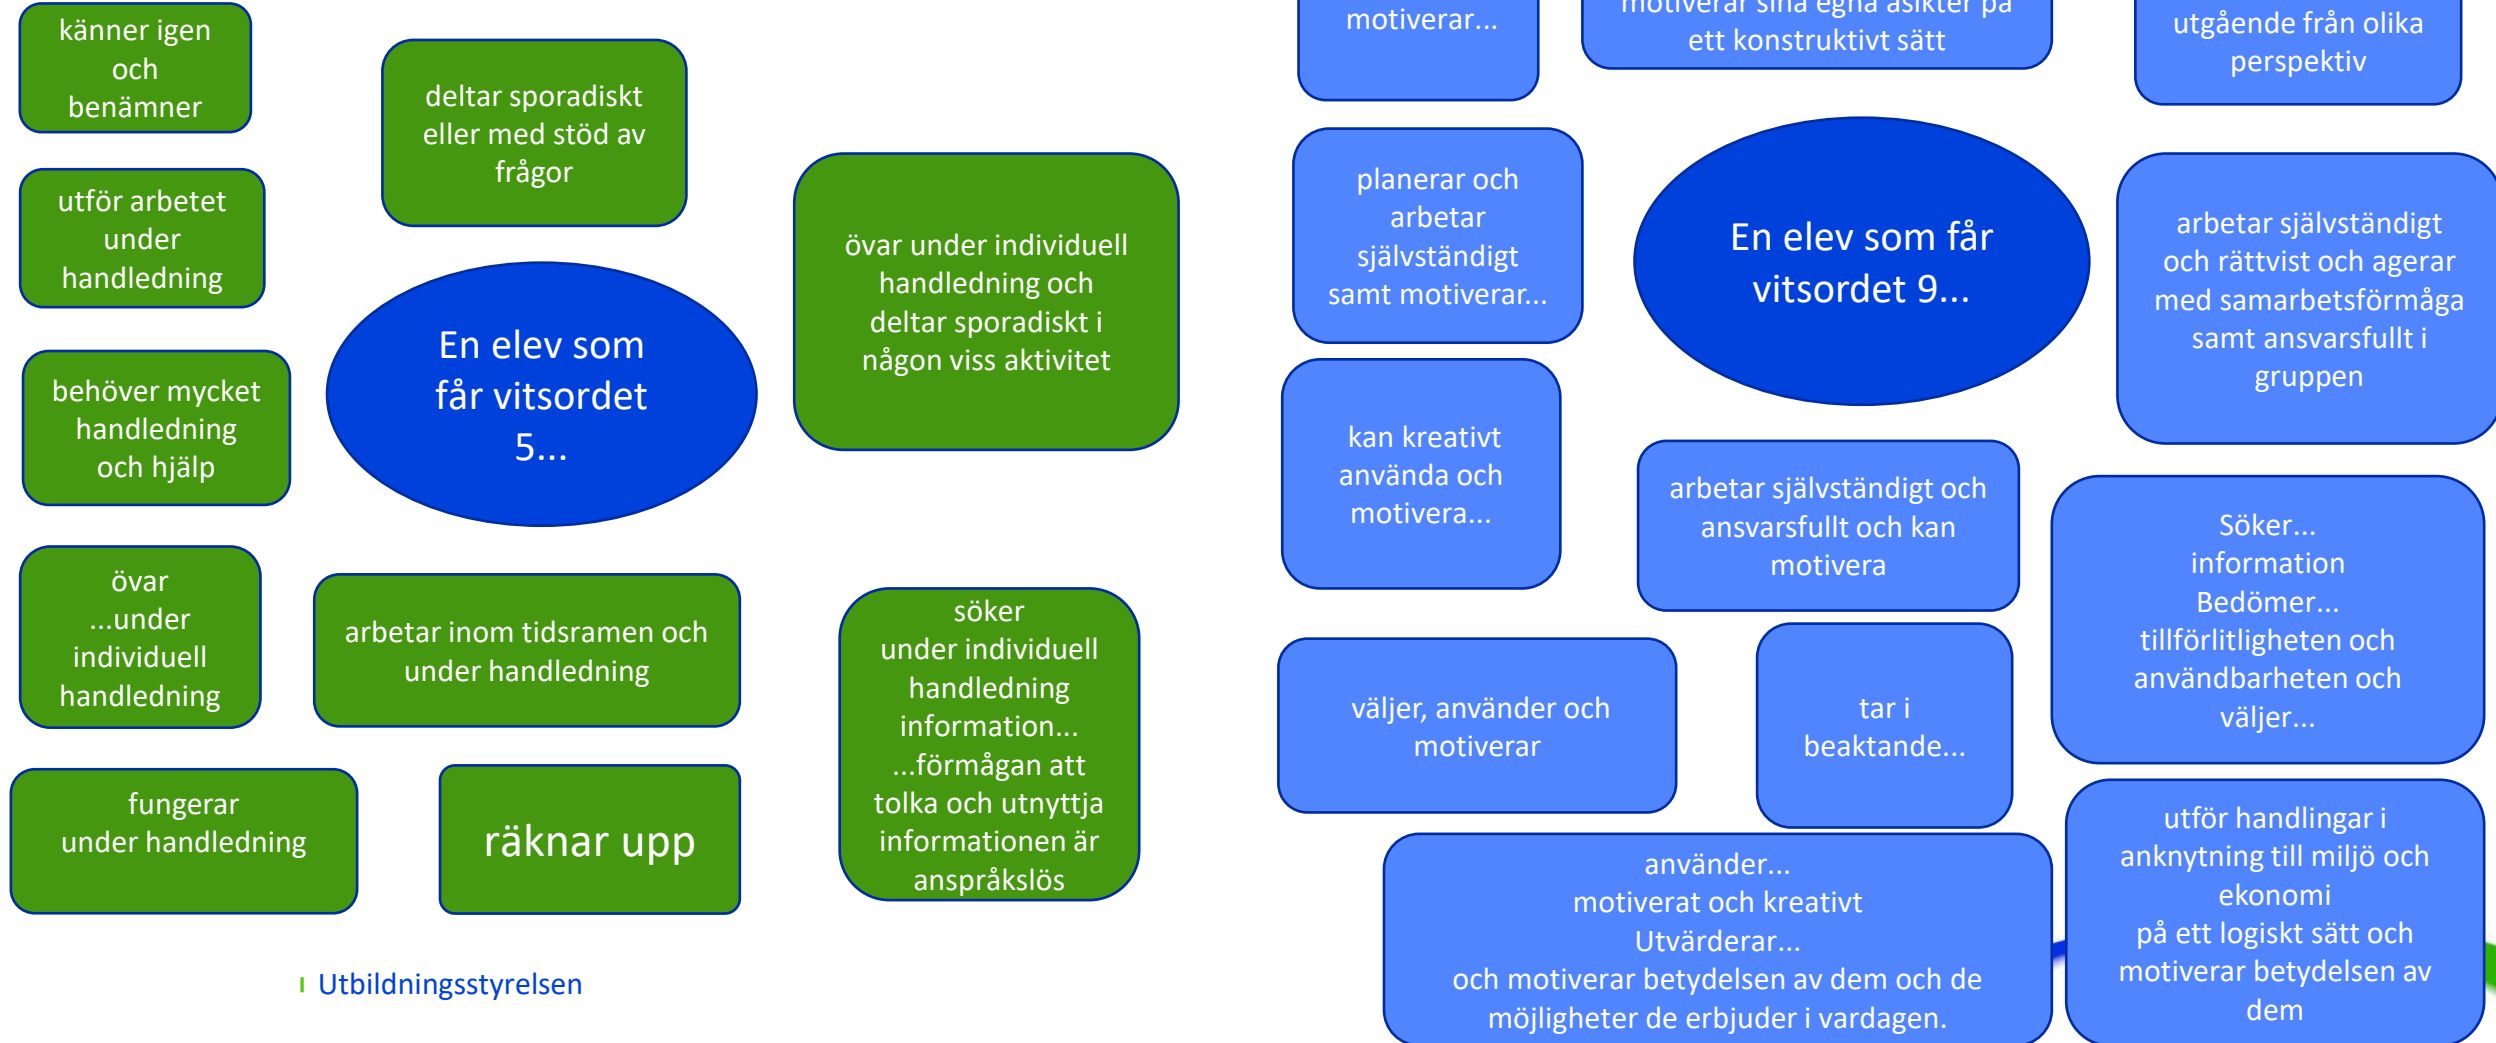 känner igen
och
benämner
deltar sporadiskt
eller med stöd av
frågor
utför arbetet
under
handledning
övar under individuell
handledning och
deltar sporadiskt i
någon viss aktivitet
En elev som
får vitsordet
5...
behöver mycket
handledning
och hjälp
övar
...under
individuell
handledning
arbetar inom tidsramen och
under handledning
söker
under individuell
handledning
information...
...förmågan att
tolka och utnyttja
informationen är
anspråkslös
fungerar
under handledning
räknar upp
Utbildningsstyrelsen
motiverar...
motiverar sina egna åsikter på
ett konstruktivt sätt
utgående från olika
perspektiv
planerar och
arbetar
självständigt
samt motiverar...
En elev som får
vitsordet 9...
arbetar självständigt
och rättvist och agerar
med samarbetsförmåga
samt ansvarsfullt i
gruppen
kan kreativt
använda och
motivera...
arbetar självständigt och
ansvarsfullt och kan
motivera
Söker...
information
Bedömer...
tillförlitligheten och
användbarheten och
väljer...
väljer, använder och
motiverar
tar i
beaktande...
använder...
motiverat och kreativt
Utvärderar...
och motiverar betydelsen av dem och de
möjligheter de erbjuder i vardagen.
utför handlingar i
anknytning till miljö och
ekonomi
på ett logiskt sätt och
motiverar betydelsen av
dem